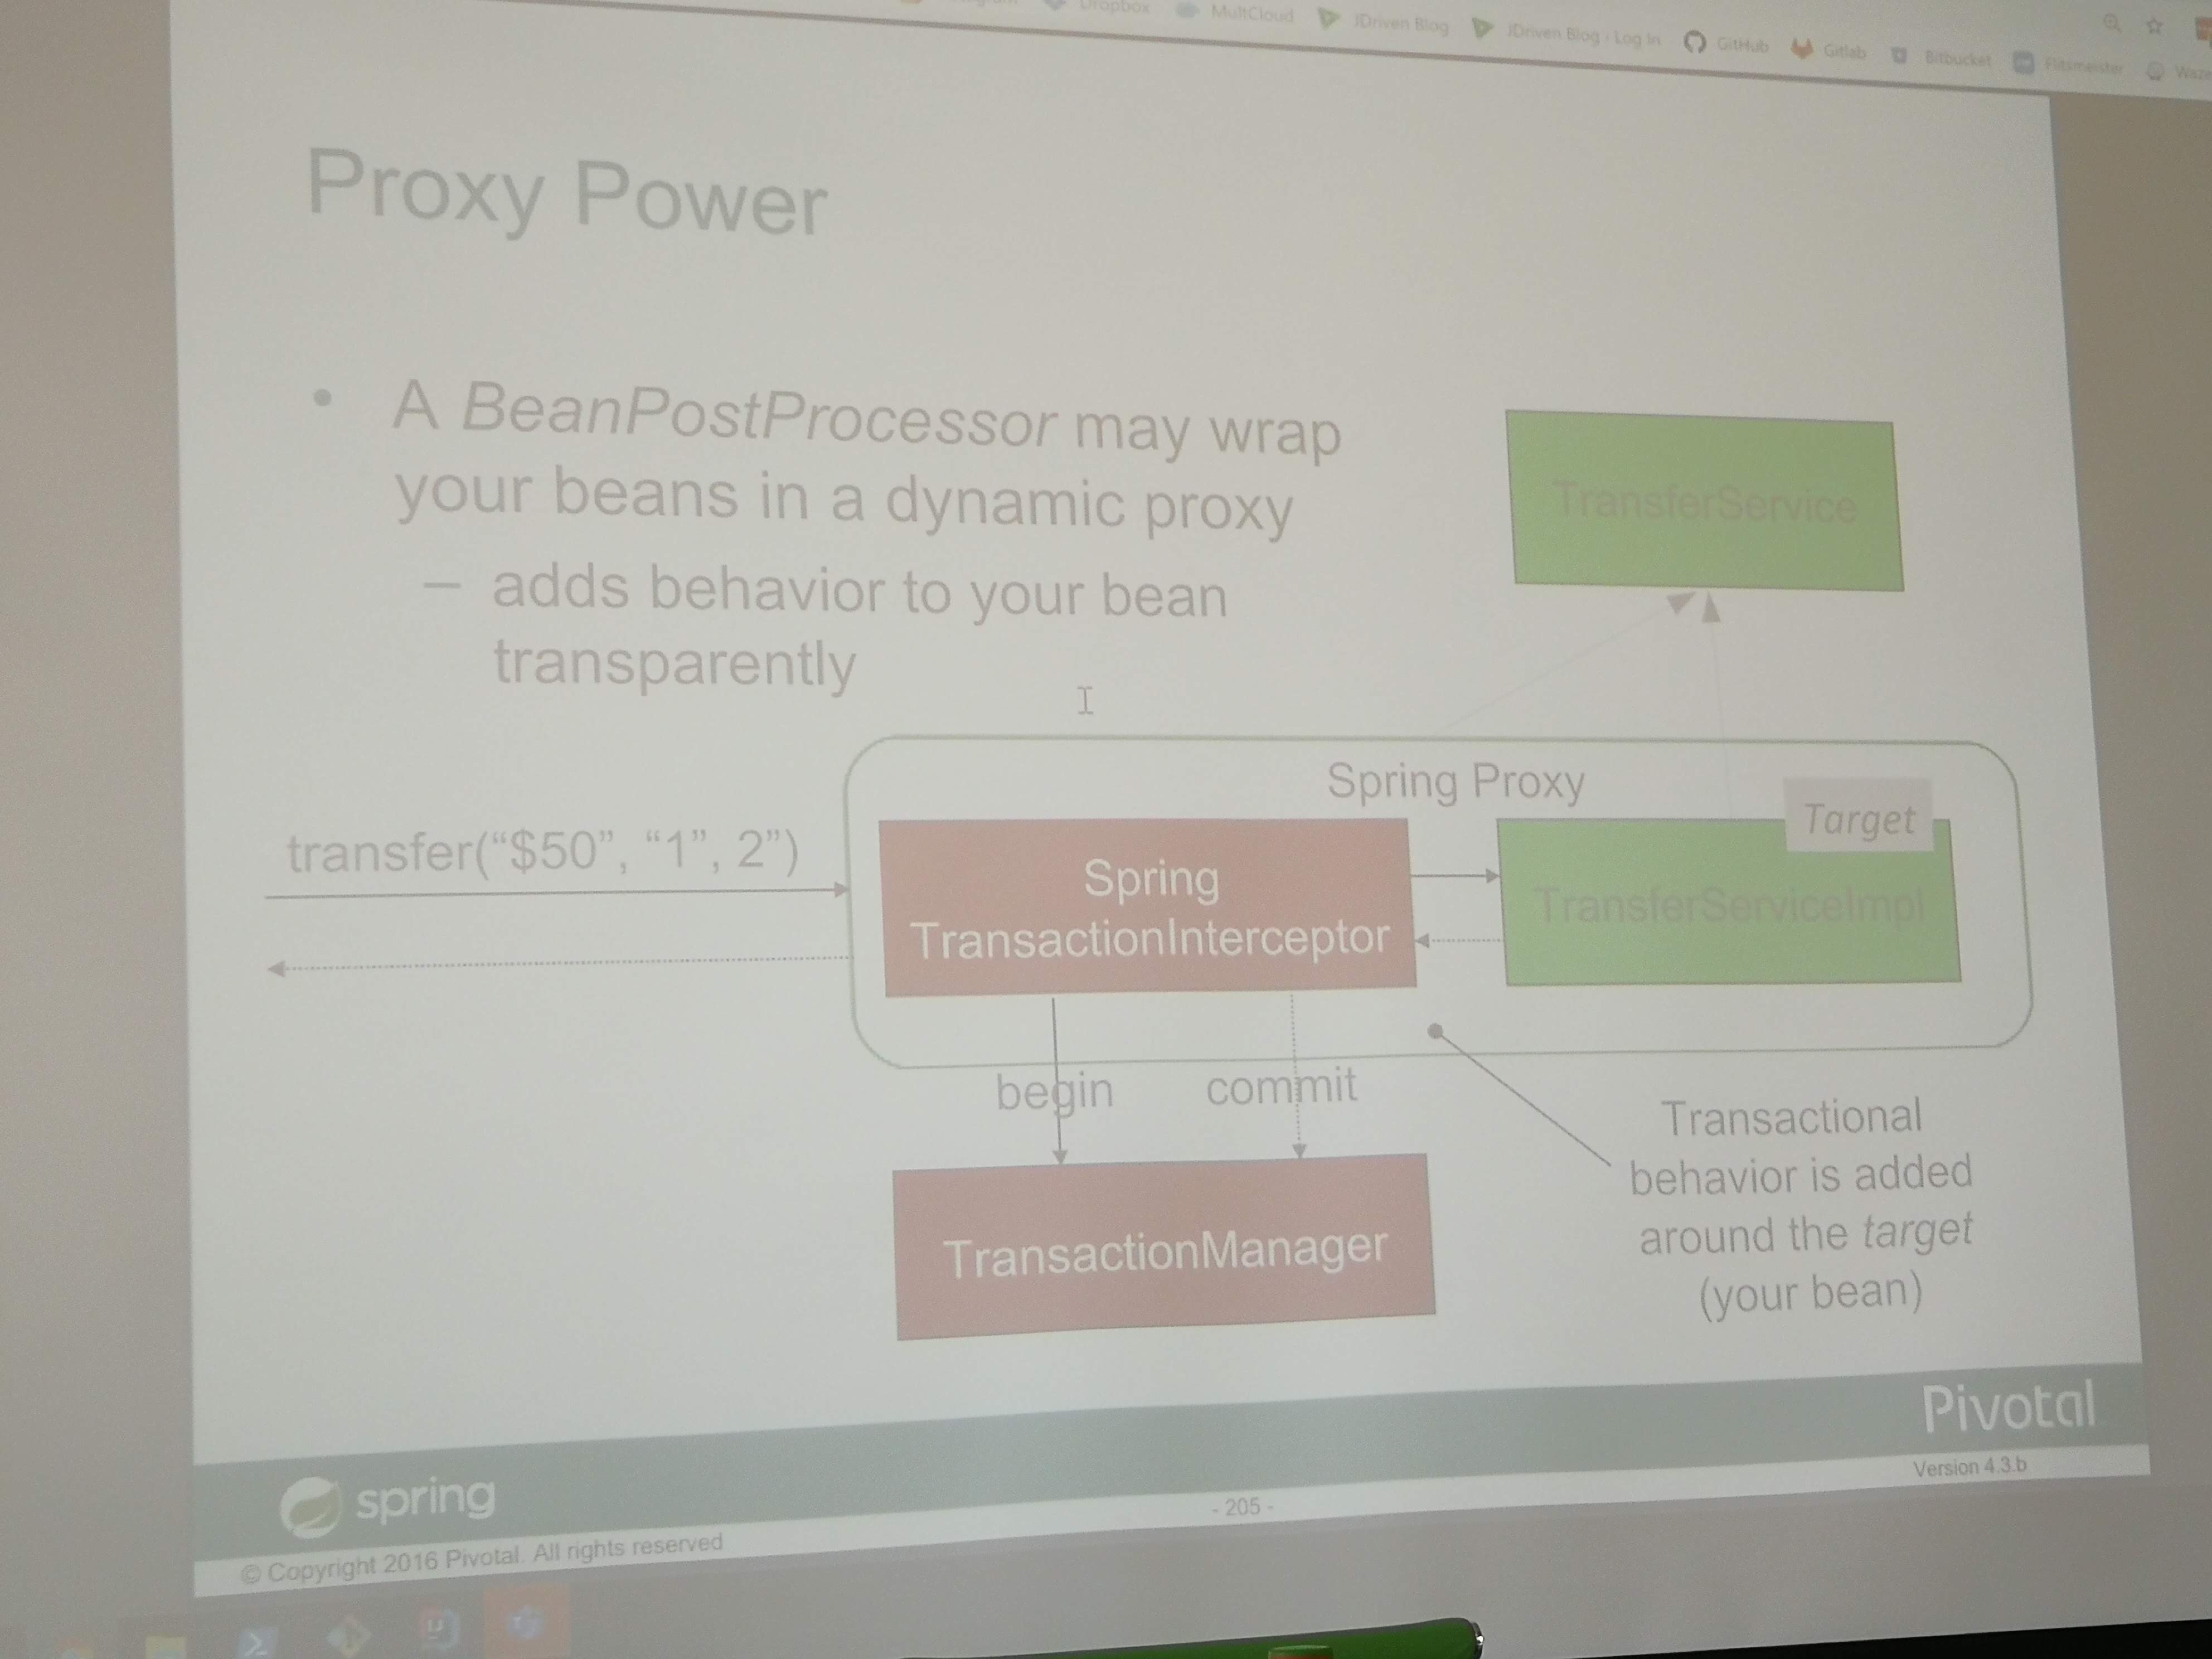 Dropbox MultCloud JDriven Blog JDriven Blog › Log In GitHub Gitlab Bitbucket Flitsmeister Waze
Proxy Power
• A BeanPostProcessor may wrap
your beans in a dynamic proxy
– adds behavior to your bean
transparently
TransferService
Spring Proxy
Target
transfer(“$50”, “1”, 2”)
Spring
TransactionInterceptor
TransferServiceImpl
begin
commit
TransactionManager
Transactional
behavior is added
around the target
(your bean)
Pivotal
spring
Version 4.3.b
- 205 -
© Copyright 2016 Pivotal. All rights reserved